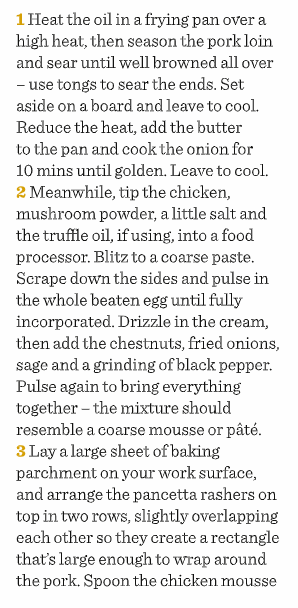 1 Heat the oil in a frying pan over a
high heat, then season the pork loin
and sear until well browned all over
– use tongs to sear the ends. Set
aside on a board and leave to cool.
Reduce the heat, add the butter
to the pan and cook the onion for
10 mins until golden. Leave to cool.
2 Meanwhile, tip the chicken,
mushroom powder, a little salt and
the truffle oil, if using, into a food
processor. Blitz to a coarse paste.
Scrape down the sides and pulse in
the whole beaten egg until fully
incorporated. Drizzle in the cream,
then add the chestnuts, fried onions,
sage and a grinding of black pepper.
Pulse again to bring everything
together – the mixture should
resemble a coarse mousse or pâté.
3 Lay a large sheet of baking
parchment on your work surface,
and arrange the pancetta rashers on
top in two rows, slightly overlapping
each other so they create a rectangle
that's large enough to wrap around
the pork. Spoon the chicken mousse